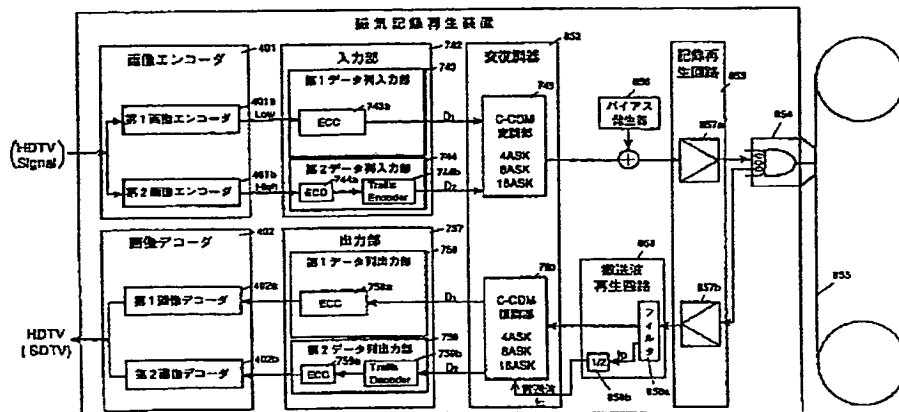 磁気記録再生装置
画像エンコーダ
401
第1画像エンコーダ
401a
Low
第2画像エンコーダ
401b
High
(HDTV Signal)
入力部
742
743
第1データ列入力部
ECC
743a
D1
第2データ列入力部
744
ECC
744a
Trellis Encoder
744b
D2
変復調器
852
745
C-CDM
変調部
4ASK
8ASK
16ASK
856
バイアス
発生器
記録再
生回路
853
857a
854
855
画像デコーダ
402
第1画像デコーダ
402a
第2画像デコーダ
402b
HDTV
(SDTV)
出力部
757
758
第1データ列出力部
ECC
758a
D1
第2データ列出力部
759
ECC
759a
Trellis Decoder
759b
D2
760
C-CDM
復調部
4ASK
8ASK
16ASK
858
搬送波
再生回路
フィルタ
858a
1/2
858b
搬送波
857b